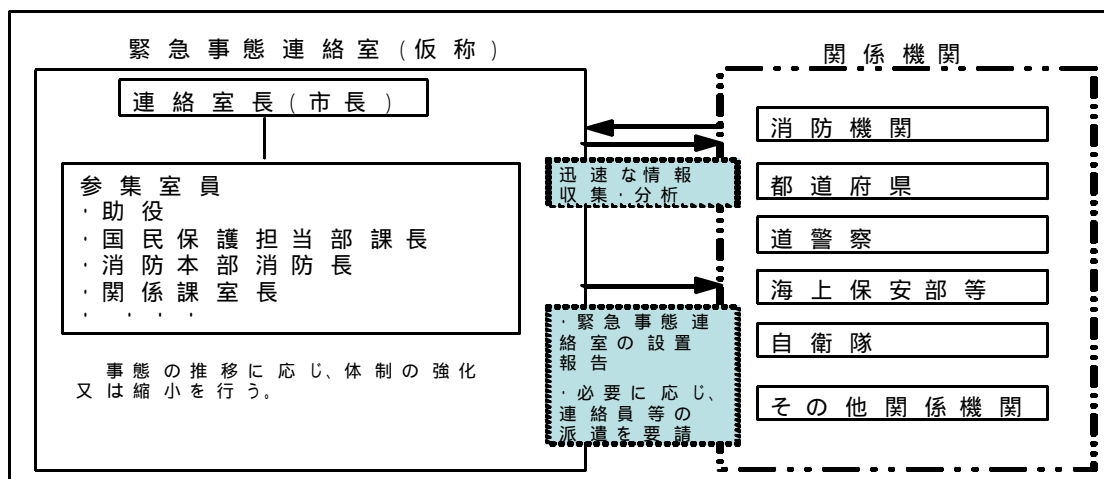 緊急事態連絡室(仮称)
連絡室長(市長)
参集室員
・助役
・国民保護担当部課長
・消防本部消防長
・関係課室長
・・・・
事態の推移に応じ、体制の強化
又は縮小を行う。
迅速な情報
収集・分析
・緊急事態連
絡室の設置
報告
・必要に応じ、
連絡員等の
派遣を要請
関係機関
消防機関
都道府県
道警察
海上保安部等
自衛隊
その他関係機関